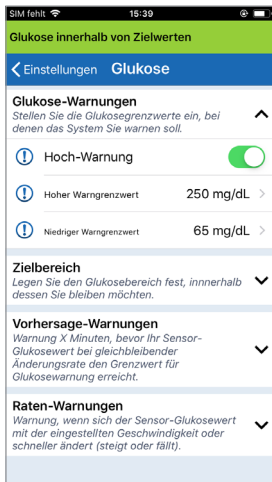 SIM fehlt 15:39
Glukose innerhalb von Zielwerten
Einstellungen Glukose
Glukose-Warnungen
Stellen Sie die Glukosegrenzwerte ein, bei
denen das System Sie warnen soll.
Hoch-Warnung
Hoher Warngrenzwert 250 mg/dL
Niedriger Warngrenzwert 65 mg/dL
Zielbereich
Legen Sie den Glukosebereich fest, innnerhalb
dessen Sie bleiben möchten.
Vorhersage-Warnungen
Warnung X Minuten, bevor Ihr Sensor-
Glukosewert bei gleichbleibender
Änderungsrate den Grenzwert für
Glukosewarnung erreicht.
Raten-Warnungen
Warnung, wenn sich der Sensor-Glukosewert
mit der eingestellten Geschwindigkeit oder
schneller ändert (steigt oder fällt).